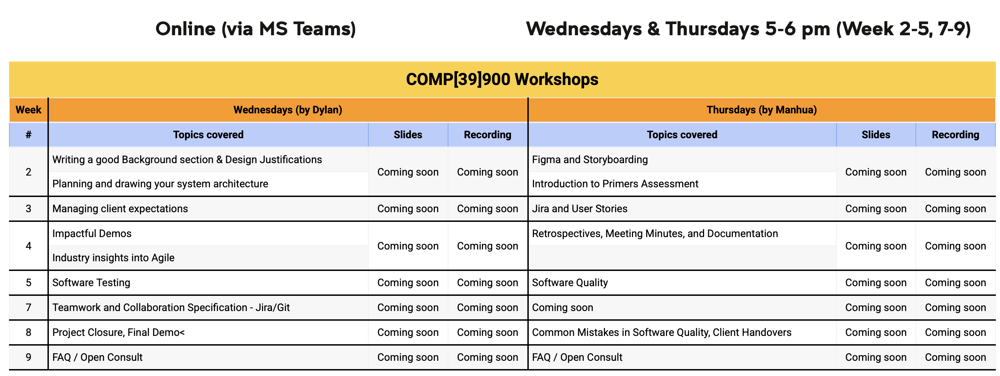 Online (via MS Teams) Wednesdays & Thursdays 5-6 pm (Week 2-5, 7-9)
COMP[39]900 Workshops
Week Wednesdays (by Dylan) Thursdays (by Manhua)
# Topics covered Slides Recording Topics covered Slides Recording
2 Writing a good Background section & Design Justifications Coming soon Coming soon Figma and Storyboarding Coming soon Coming soon
Planning and drawing your system architecture Introduction to Primers Assessment
3 Managing client expectations Coming soon Coming soon Jira and User Stories Coming soon Coming soon
4 Impactful Demos Coming soon Coming soon Retrospectives, Meeting Minutes, and Documentation Coming soon Coming soon
Industry insights into Agile
5 Software Testing Coming soon Coming soon Software Quality Coming soon Coming soon
7 Teamwork and Collaboration Specification - Jira/Git Coming soon Coming soon Coming soon Coming soon Coming soon
8 Project Closure, Final Demo< Coming soon Coming soon Common Mistakes in Software Quality, Client Handovers Coming soon Coming soon
9 FAQ / Open Consult Coming soon Coming soon FAQ / Open Consult Coming soon Coming soon